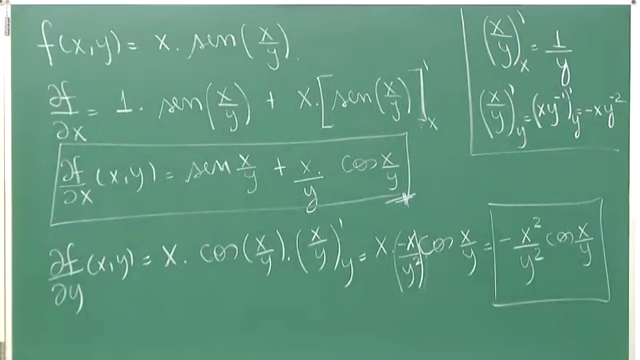 f(x,y) = x . sen(x/y).
∂f/∂x = 1 . sen(x/y) + x . [sen(x/y)]'x
∂f/∂x (x,y) = sen x/y + x/y . cos x/y
∂f/∂y (x,y) = x . cos(x/y) . (x/y)'y = x . (-x/y²) cos x/y = -x²/y² cos x/y
(x/y)'x = 1/y
(x/y)'y = (xy⁻¹)'y = -xy⁻²